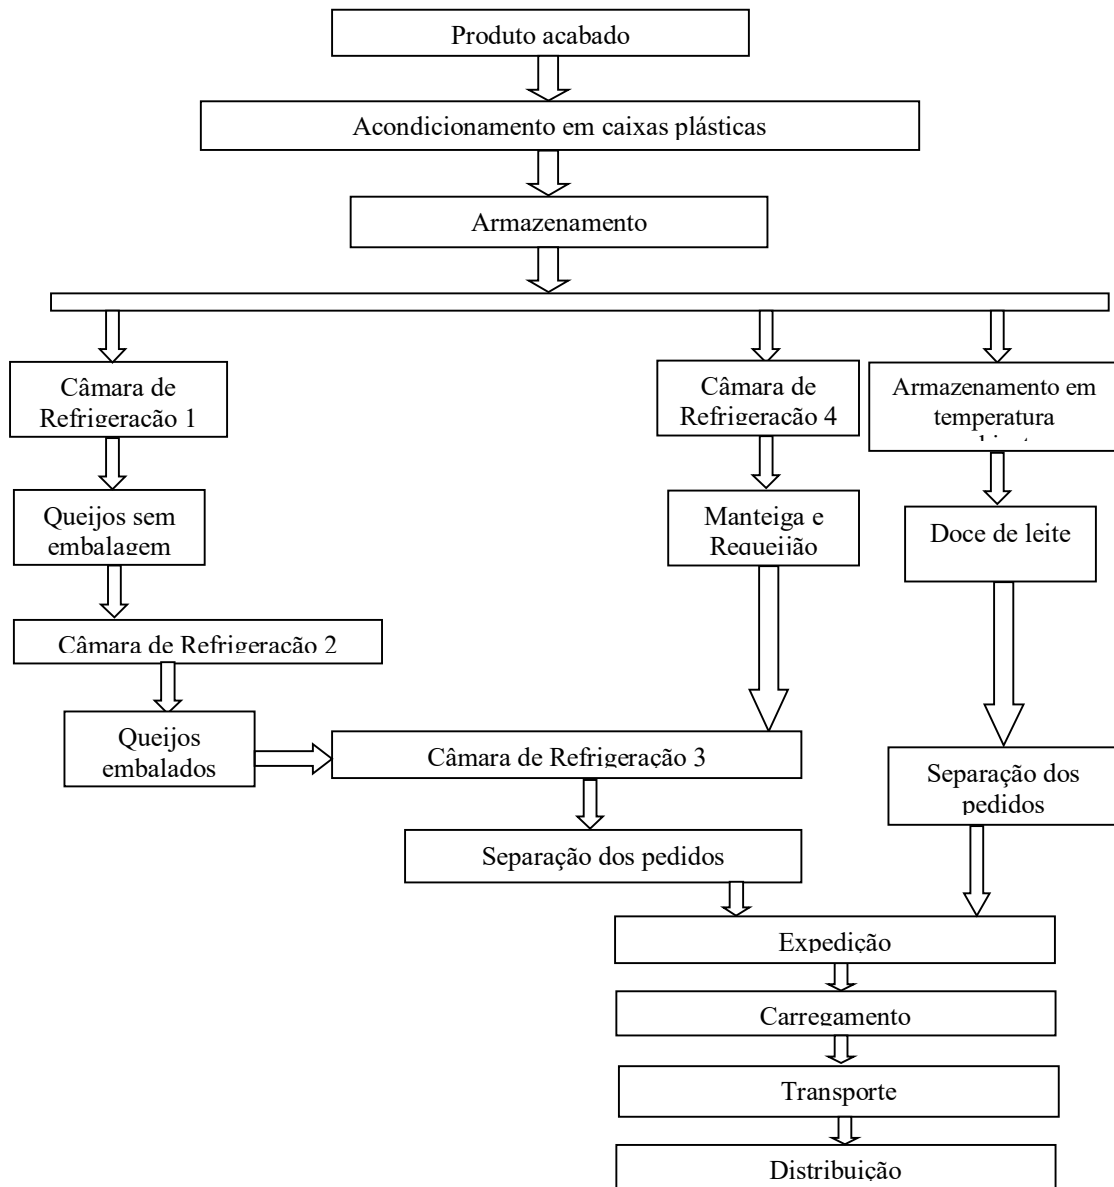 Produto acabado
Acondicionamento em caixas plásticas
Armazenamento
Câmara de
Refrigeração 1
Câmara de
Refrigeração 4
Armazenamento em
temperatura
Queijos sem
embalagem
Manteiga e
Requeijão
Doce de leite
Câmara de Refrigeração 2
Queijos
embalados
Câmara de Refrigeração 3
Separação dos
pedidos
Separação dos pedidos
Expedição
Carregamento
Transporte
Distribuição